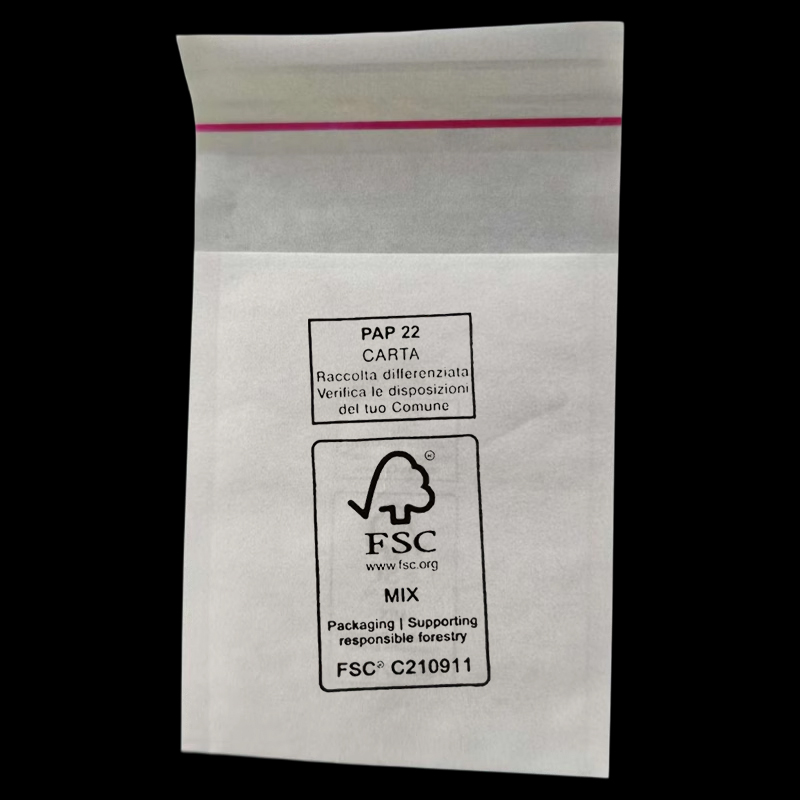 PAP 22
CARTA
Raccolta differenziata
Verifica le disposizioni
del tuo Comune
®
FSC
www.fsc.org
MIX
Packaging | Supporting
responsible forestry
FSC® C210911